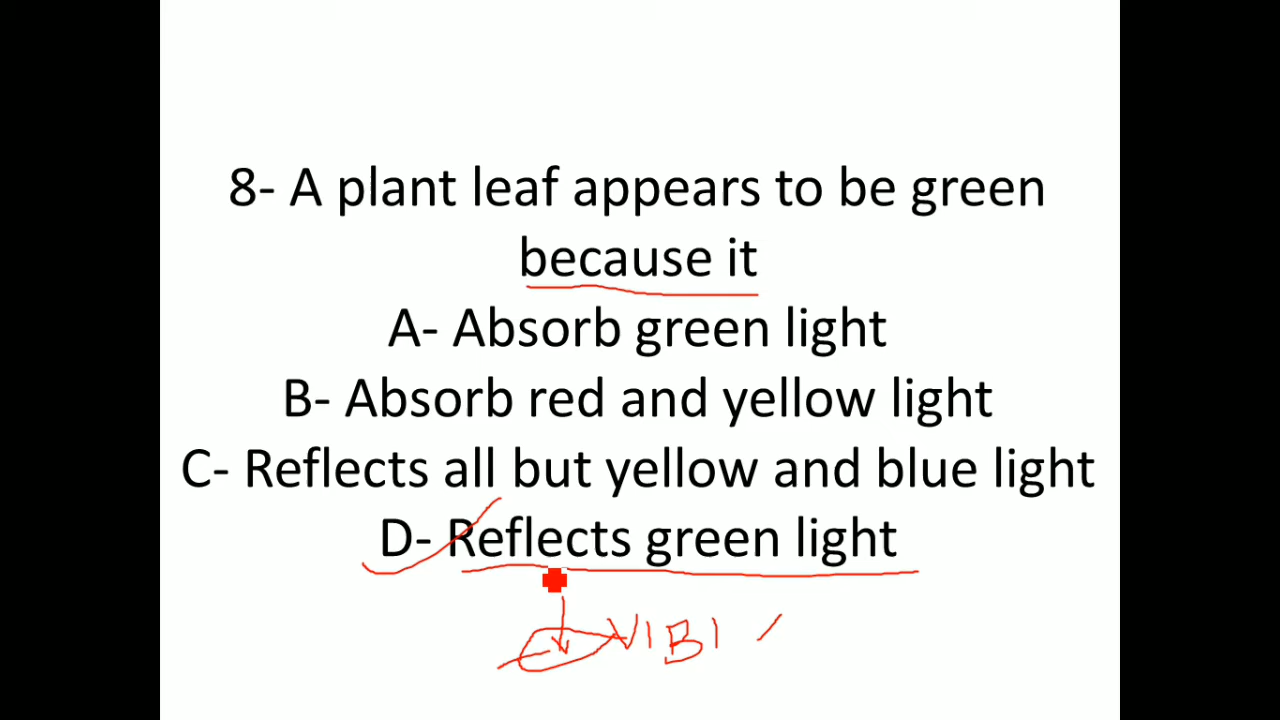 8- A plant leaf appears to be green
because it
A- Absorb green light
B- Absorb red and yellow light
C- Reflects all but yellow and blue light
D- Reflects green light
VIBI